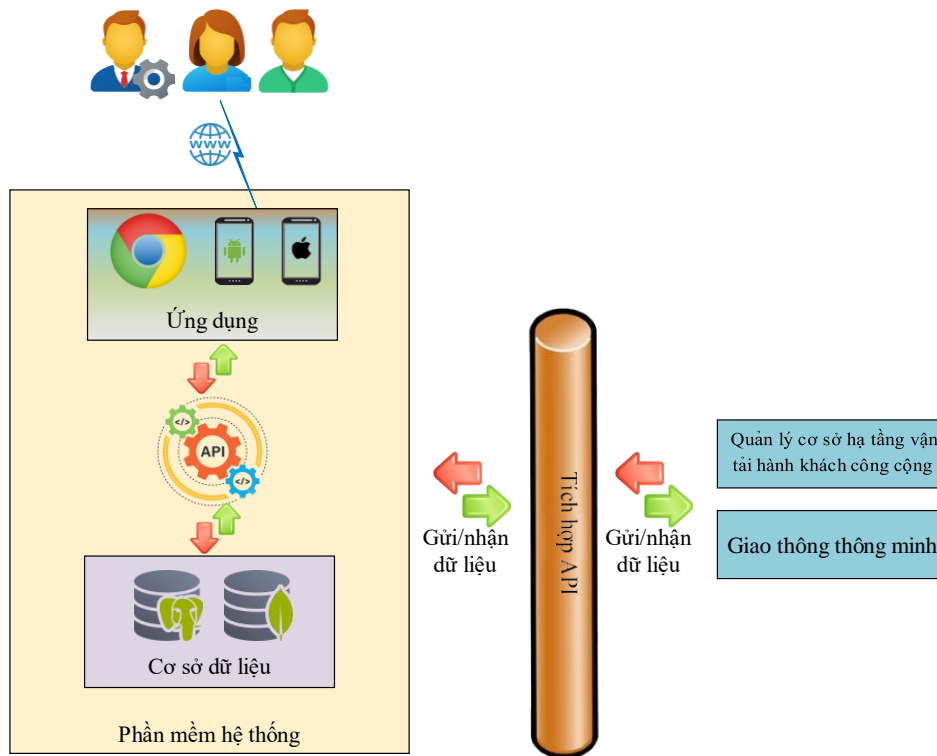 WWW
Ứng dụng
</>
API
</>
Quản lý cơ sở hạ tầng vận
tải hành khách công cộng
Tích hợp API
Gửi/nhận
dữ liệu
Gửi/nhận
dữ liệu
Giao thông thông minh
Cơ sở dữ liệu
Phần mềm hệ thống